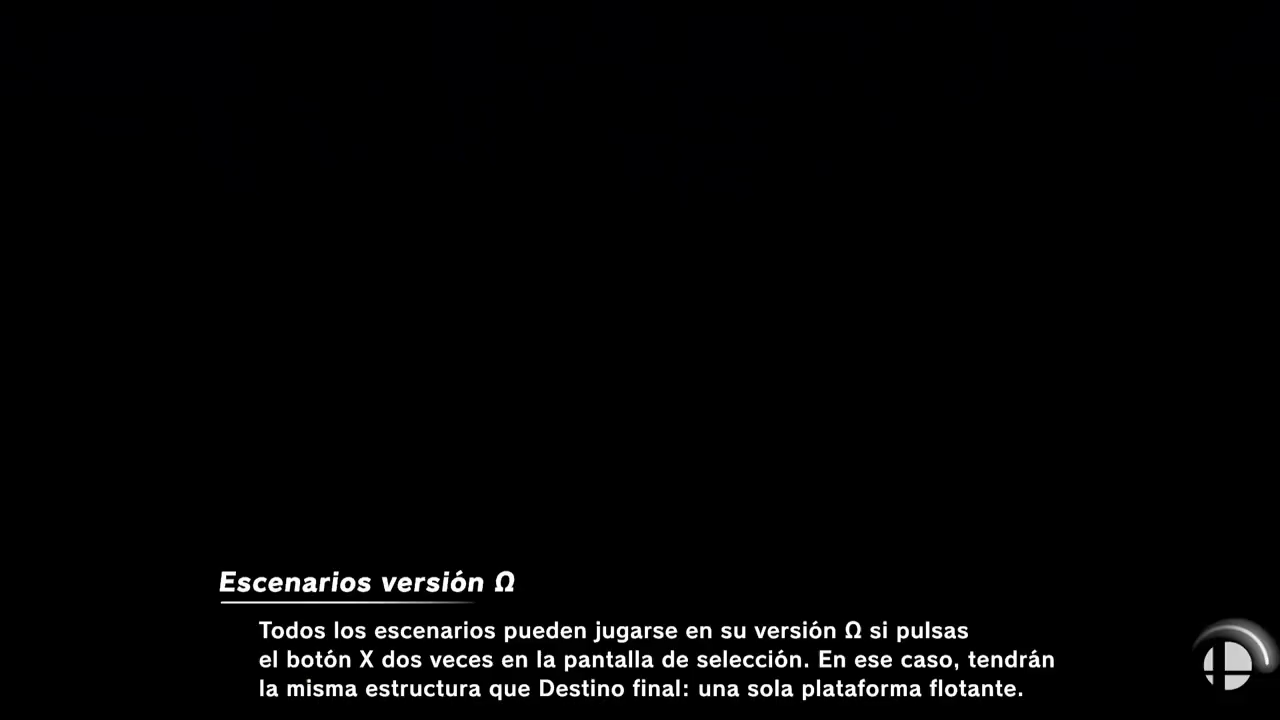 Escenarios versión Ω
Todos los escenarios pueden jugarse en su versión Ω si pulsas
el botón X dos veces en la pantalla de selección. En ese caso, tendrán
la misma estructura que Destino final: una sola plataforma flotante.